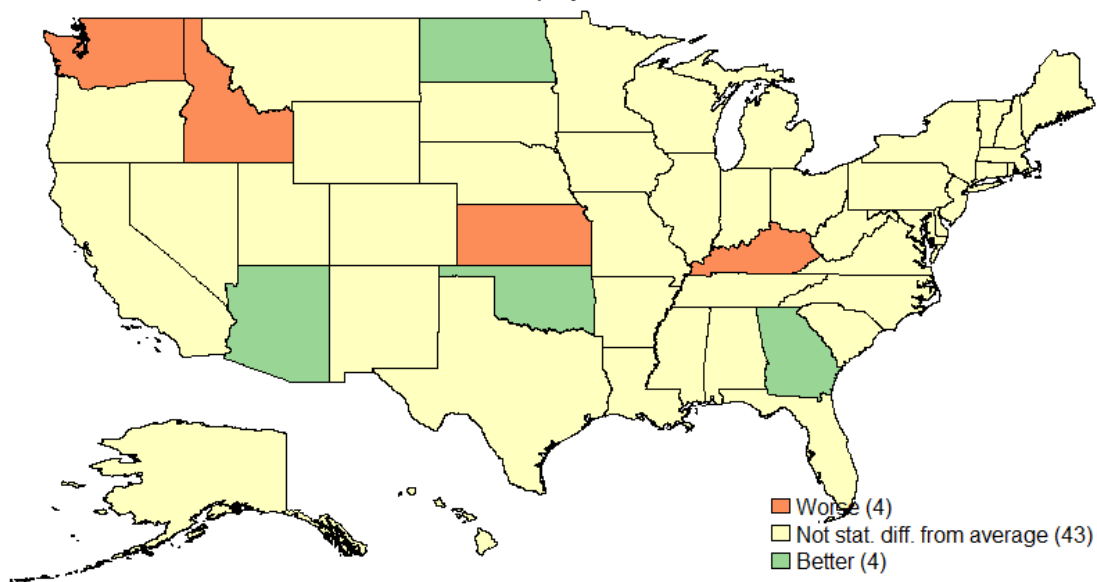 Worse (4)
Not stat. diff. from average (43)
Better (4)